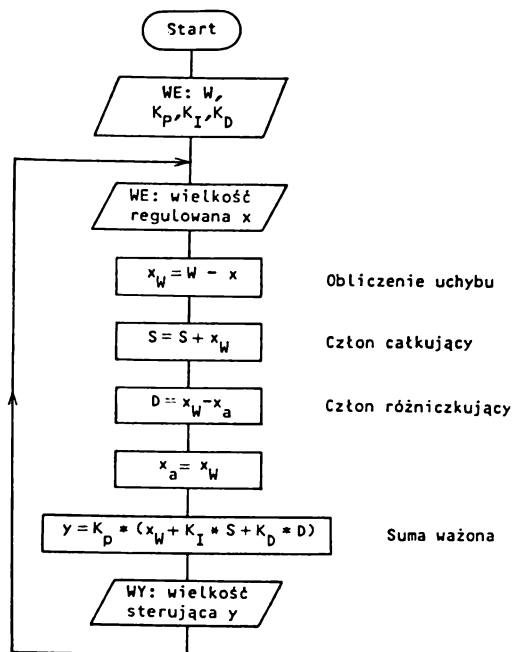 Start
WE: W,
K_P, K_I, K_D
WE: wielkość
regulowana x
x_W = W - x
Obliczenie uchybu
S = S + x_W
Człon całkujący
D = x_W - x_a
Człon różniczkujący
x_a = x_W
y = K_p * (x_W + K_I * S + K_D * D)
Suma ważona
WY: wielkość
sterująca y